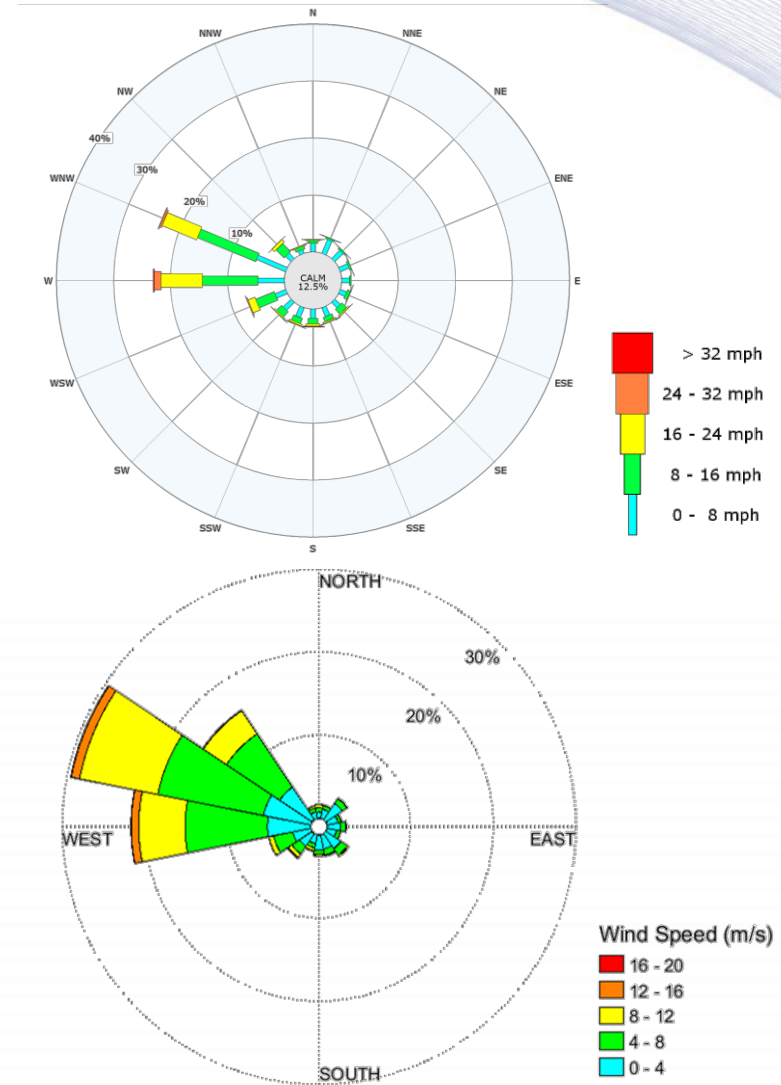 N
NNW
NNE
NW
NE
40%
30%
WNW
ENE
20%
10%
W
CALM
12.5%
E
WSW
ESE
SW
SE
SSW
SSE
S
> 32 mph
24 - 32 mph
16 - 24 mph
8 - 16 mph
0 - 8 mph
NORTH
30%
20%
10%
WEST
EAST
SOUTH
Wind Speed (m/s)
16 - 20
12 - 16
8 - 12
4 - 8
0 - 4